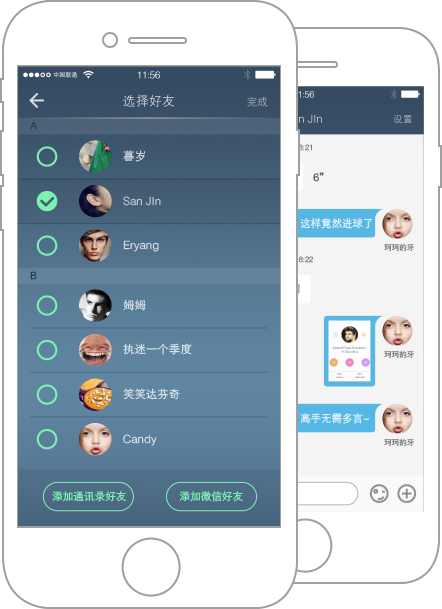 中国联通
11:56
选择好友
完成
A
暮岁
San JIn
Eryang
B
姆姆
执迷一个季度
笑笑达芬奇
Candy
添加通讯录好友
添加微信好友
:56
n JIn
设置
8:21
6"
这样竟然进球了
珂珂的牙
8:22
珂珂的牙
高手无需多言~
珂珂的牙